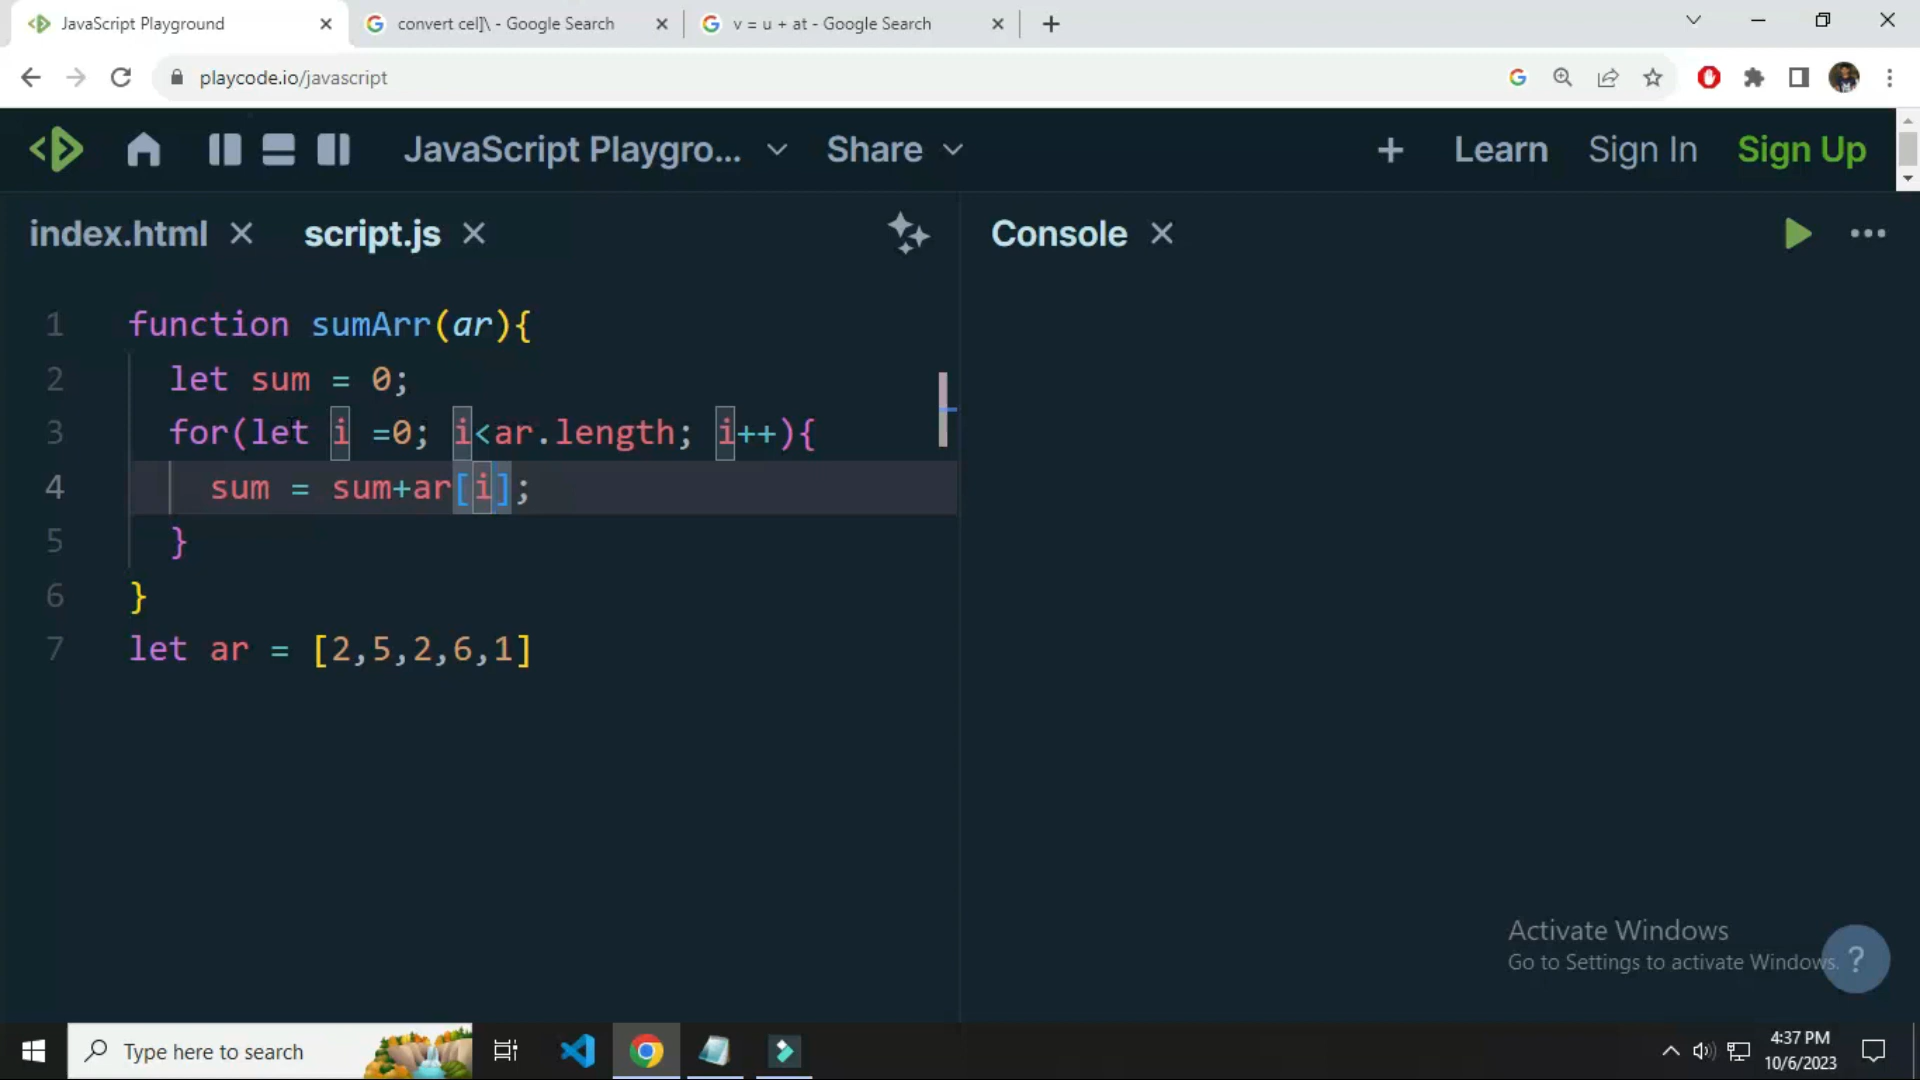 JavaScript Playground
convert cel]\ - Google Search
v = u + at - Google Search
playcode.io/javascript
JavaScript Playgro...
Share
Learn
Sign In
Sign Up
index.html
script.js
Console
1 function sumArr(ar){
2 let sum = 0;
3 for(let i =0; i<ar.length; i++){
4 sum = sum+ar[i];
5 }
6 }
7 let ar = [2,5,2,6,1]
Activate Windows
Go to Settings to activate Windows.
?
Type here to search
4:37 PM
10/6/2023